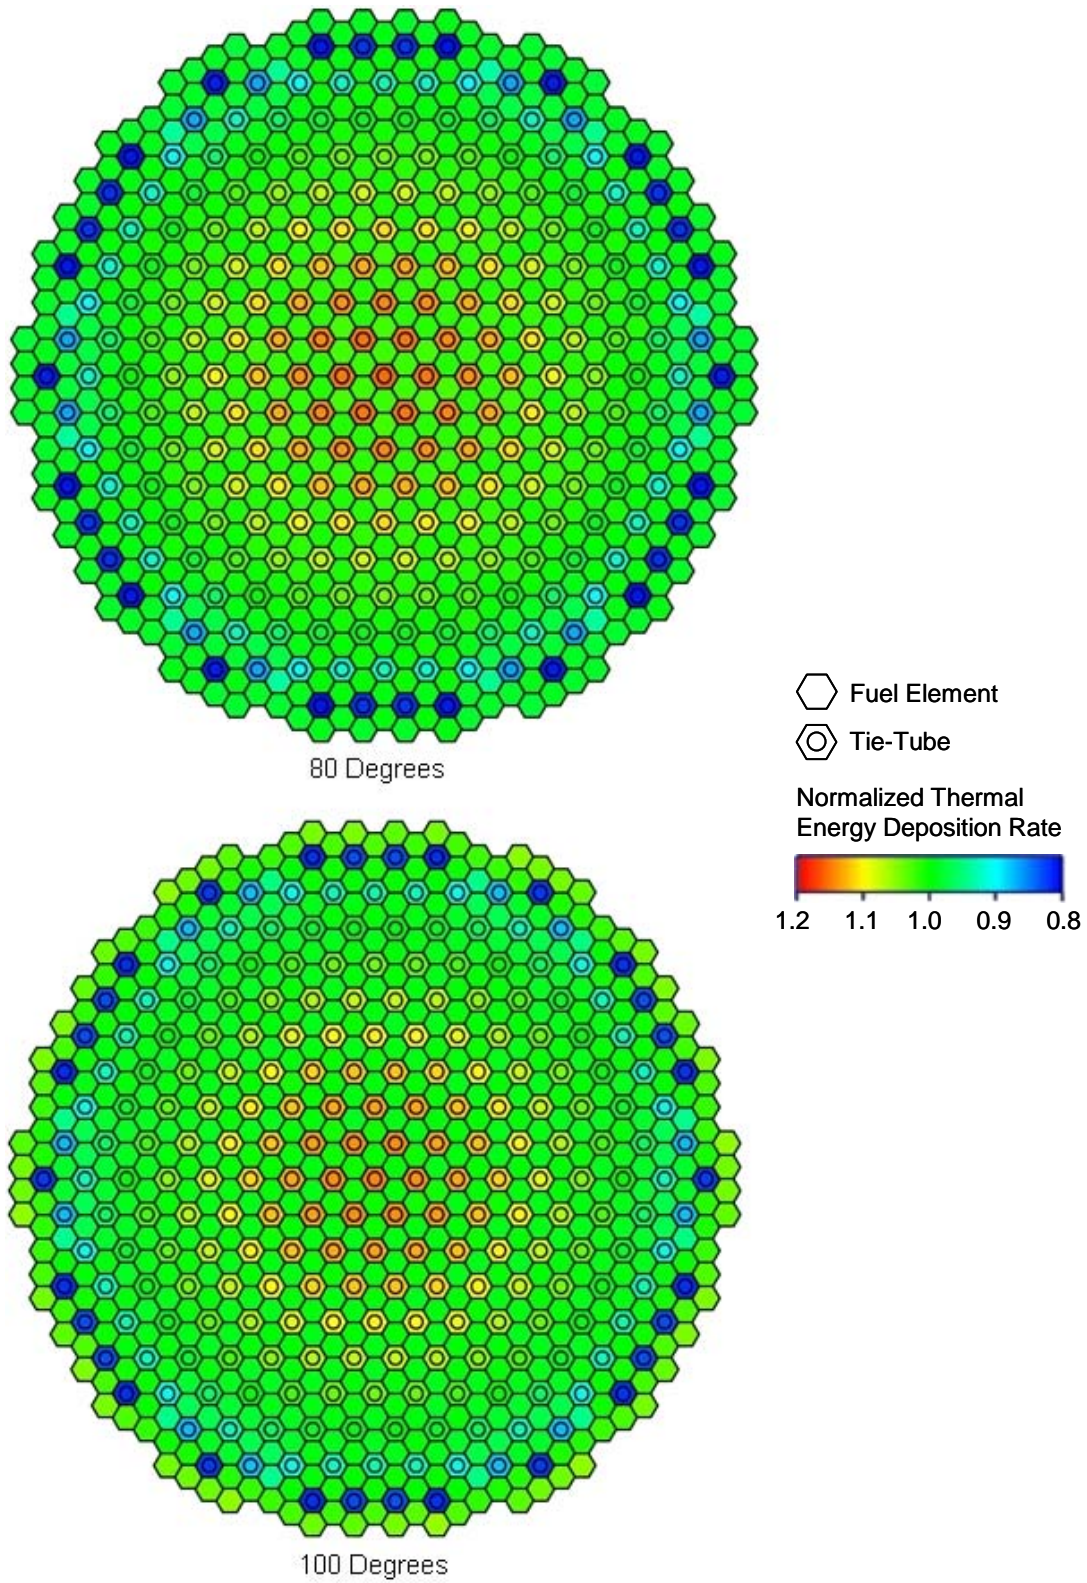 80 Degrees
Fuel Element
Tie-Tube
Normalized Thermal
Energy Deposition Rate
1.2 1.1 1.0 0.9 0.8
100 Degrees